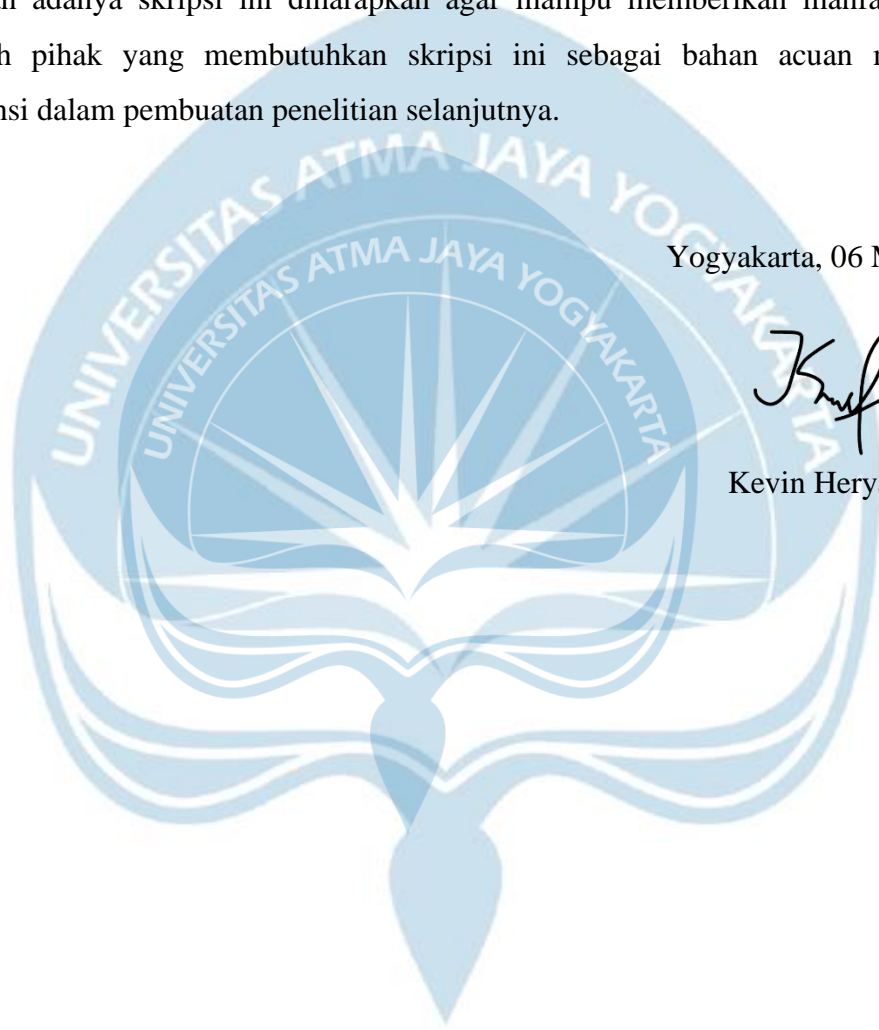 adanya skripsi ini diharapkan agar mampu memberikan
h pihak yang membutuhkan skripsi ini sebagai bahan acuan
nsi dalam pembuatan penelitian selanjutnya.
UNIVERSITAS ATMA JAYA YOGYAKARTA
UNIVERSITAS ATMA JAYA YOGYAKARTA
Yogyakarta, 06 M
Kevin Hery